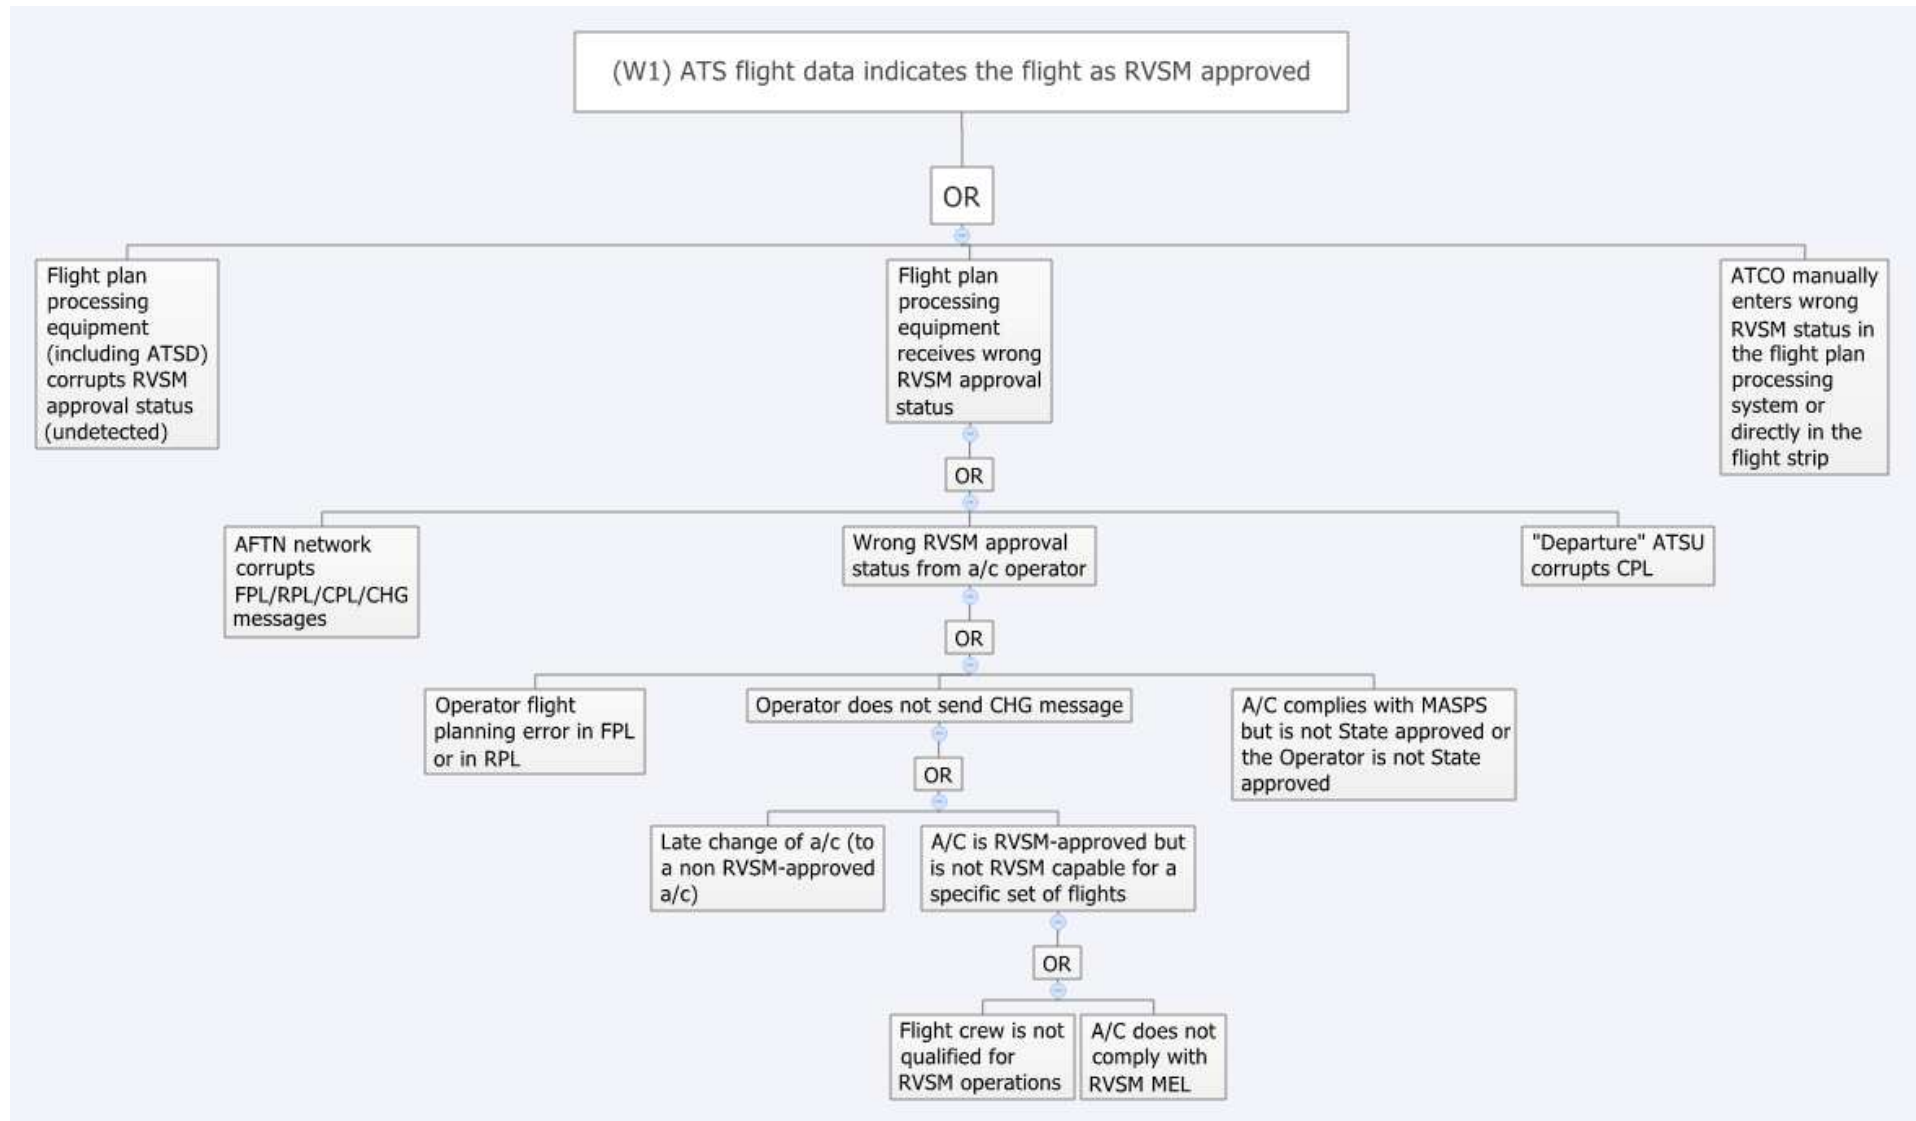 (W1) ATS flight data indicates the flight as RVSM approved
OR
Flight plan
processing
equipment
(including ATSD)
corrupts RVSM
approval status
(undetected)
Flight plan
processing
equipment
receives wrong
RVSM approval
status
ATCO manually
enters wrong
RVSM status in
the flight plan
processing
system or
directly in the
flight strip
OR
AFTN network
corrupts
FPL/RPL/CPL/CHG
messages
Wrong RVSM approval
status from a/c operator
"Departure" ATSU
corrupts CPL
OR
Operator flight
planning error in FPL
or in RPL
Operator does not send CHG message
A/C complies with MASPS
but is not State approved or
the Operator is not State
approved
OR
Late change of a/c (to
a non RVSM-approved
a/c)
A/C is RVSM-approved but
is not RVSM capable for a
specific set of flights
OR
Flight crew is not
qualified for
RVSM operations
A/C does not
comply with
RVSM MEL